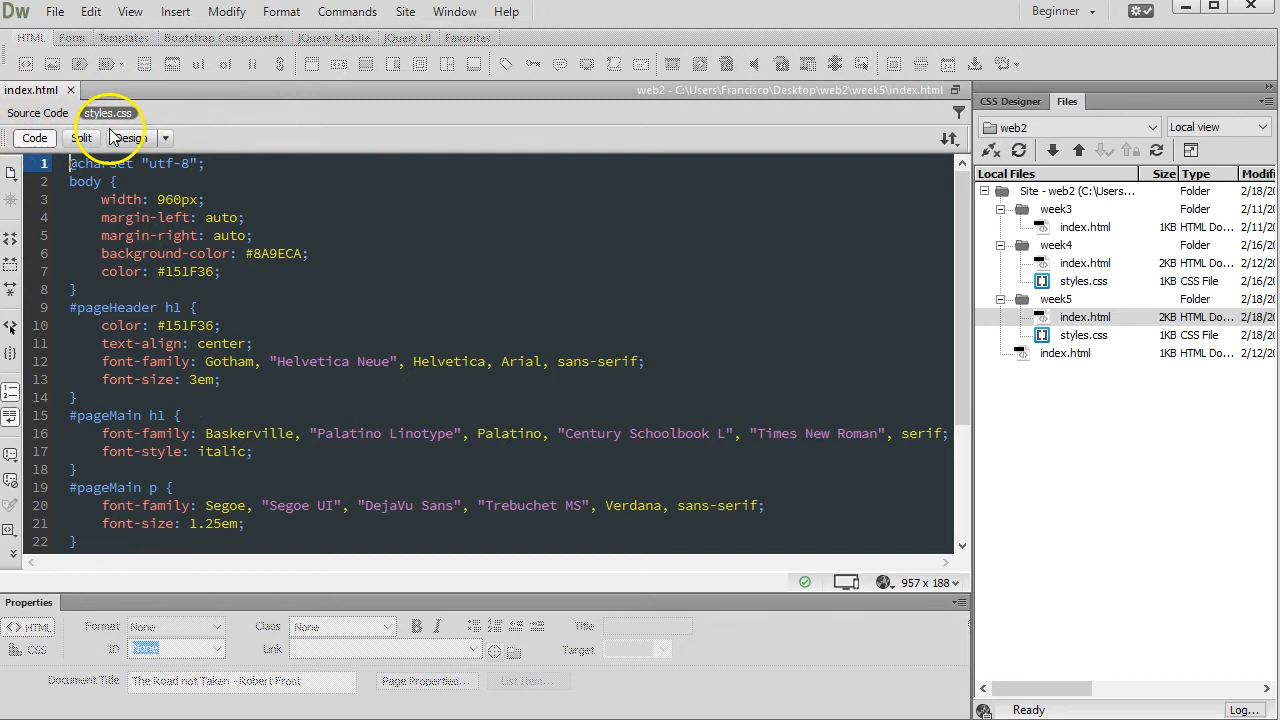 Dw File Edit View Insert Modify Format Commands Site Window Help Beginner
HTML Form Templates Bootstrap Components jQuery Mobile jQuery UI Favorites
index.html web2 - C:\Users\Francisco\Desktop\web2\week5\index.html
Source Code styles.css
Code Split Design
1 @charset "utf-8";
2 body {
3 width: 960px;
4 margin-left: auto;
5 margin-right: auto;
6 background-color: #8A9ECA;
7 color: #151F36;
8 }
9 #pageHeader h1 {
10 color: #151F36;
11 text-align: center;
12 font-family: Gotham, "Helvetica Neue", Helvetica, Arial, sans-serif;
13 font-size: 3em;
14 }
15 #pageMain h1 {
16 font-family: Baskerville, "Palatino Linotype", Palatino, "Century Schoolbook L", "Times New Roman", serif;
17 font-style: italic;
18 }
19 #pageMain p {
20 font-family: Segoe, "Segoe UI", "DejaVu Sans", "Trebuchet MS", Verdana, sans-serif;
21 font-size: 1.25em;
22 }
957 x 188
Properties
<> HTML Format None Class None B I Title
CSS ID Link Target
Document Title The Road not Taken - Robert Frost Page Properties... List Item...
CSS Designer Files
web2 Local view
Local Files Size Type Modifi
Site - web2 (C:\Users... Folder 2/18/20
week3 Folder 2/11/20
index.html 1KB HTML Do... 2/11/20
week4 Folder 2/16/20
index.html 2KB HTML Do... 2/12/20
styles.css 1KB CSS File 2/16/20
week5 Folder 2/18/20
index.html 2KB HTML Do... 2/18/20
styles.css 1KB CSS File 2/18/20
index.html 1KB HTML Do... 2/12/20
Ready Log...